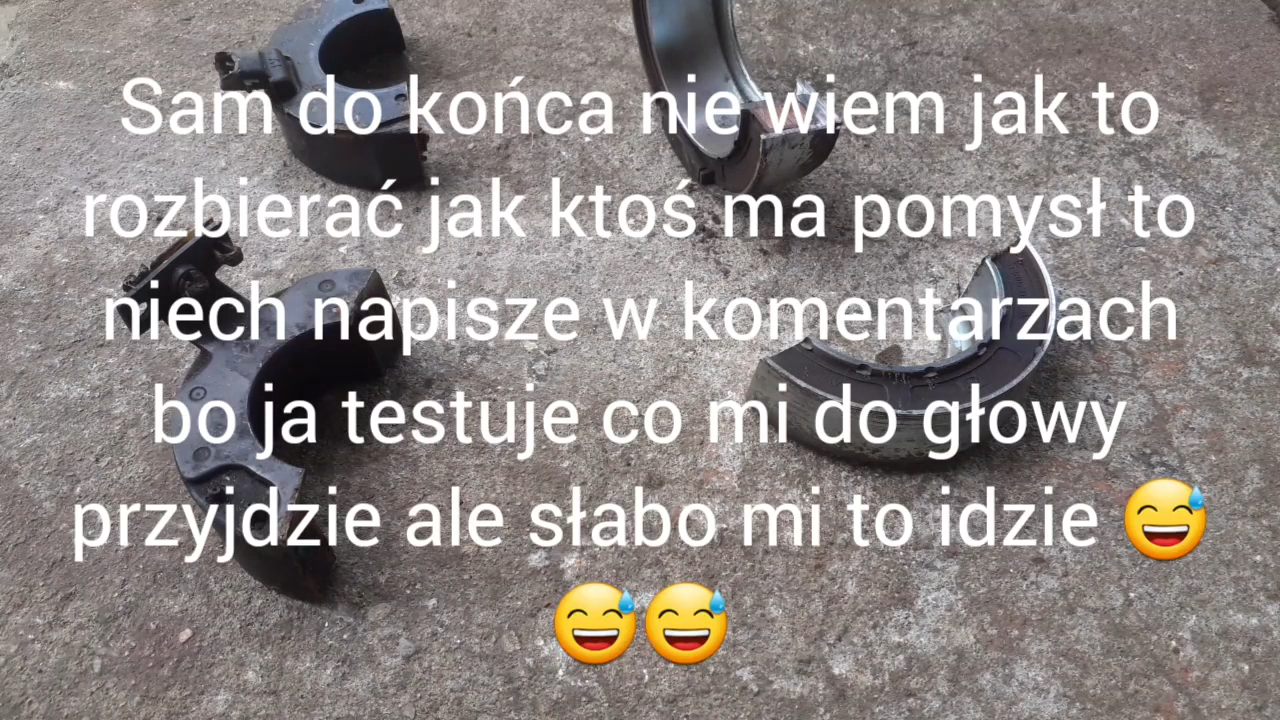 Sam do końca nie wiem jak to
rozbierać jak ktoś ma pomysł to
niech napisze w komentarzach
bo ja testuje co mi do głowy
przyjdzie ale słabo mi to idzie 😅
😅😅